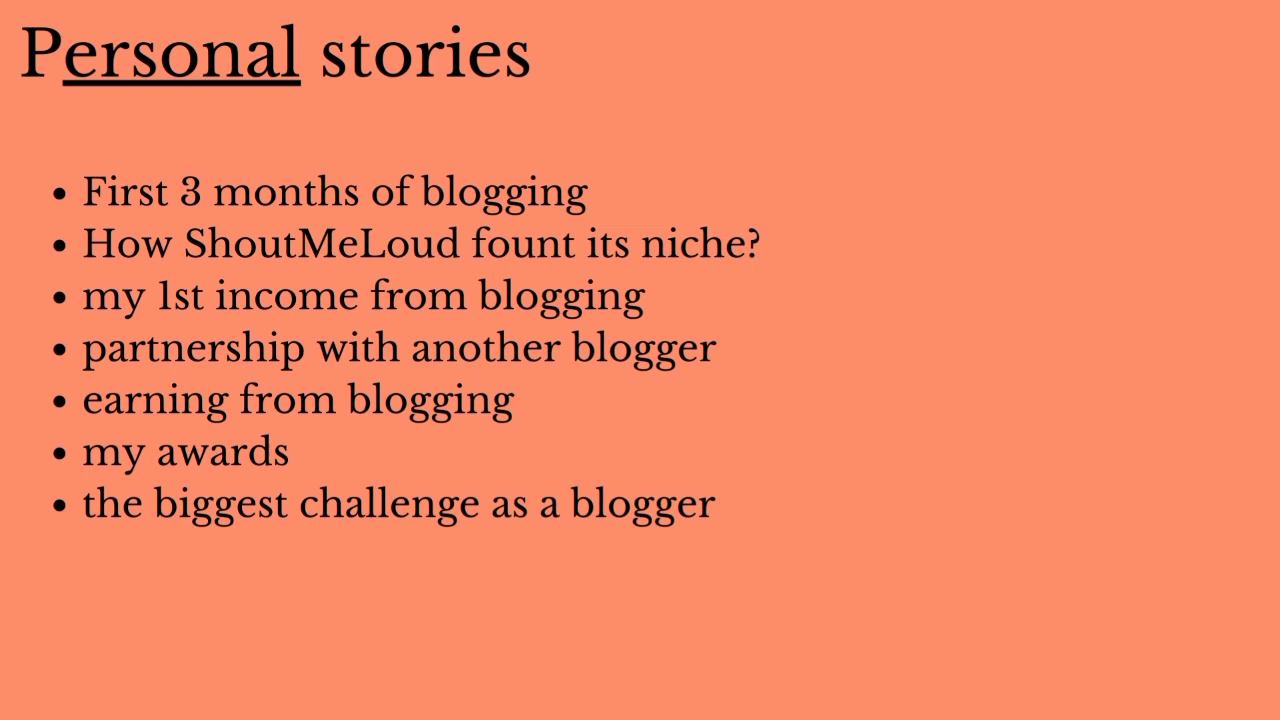 Personal stories
• First 3 months of blogging
• How ShoutMeLoud fount its niche?
• my 1st income from blogging
• partnership with another blogger
• earning from blogging
• my awards
• the biggest challenge as a blogger